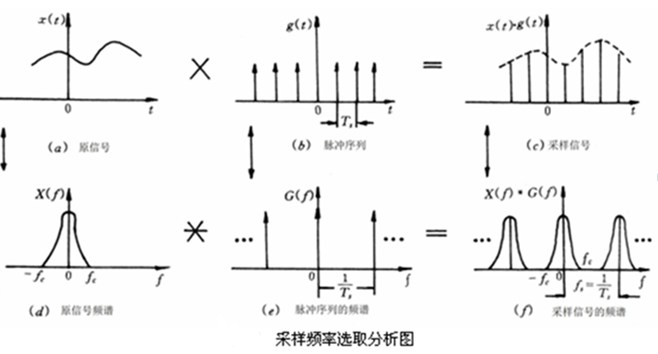 x(t)
g(t)
x(t)·g(t)
× =
0 t
0 t
0 t
T_s
(a) 原信号
(b) 脉冲序列
(c) 采样信号
X(f)
G(f)
X(f) * G(f)
* ... ... = ... ...
-f_c 0 f_c f
0 1/T_s f
-f_c 0 f_c f_s=1/T_s f
(d) 原信号频谱
(e) 脉冲序列的频谱
(f) 采样信号的频谱
采样频率选取分析图